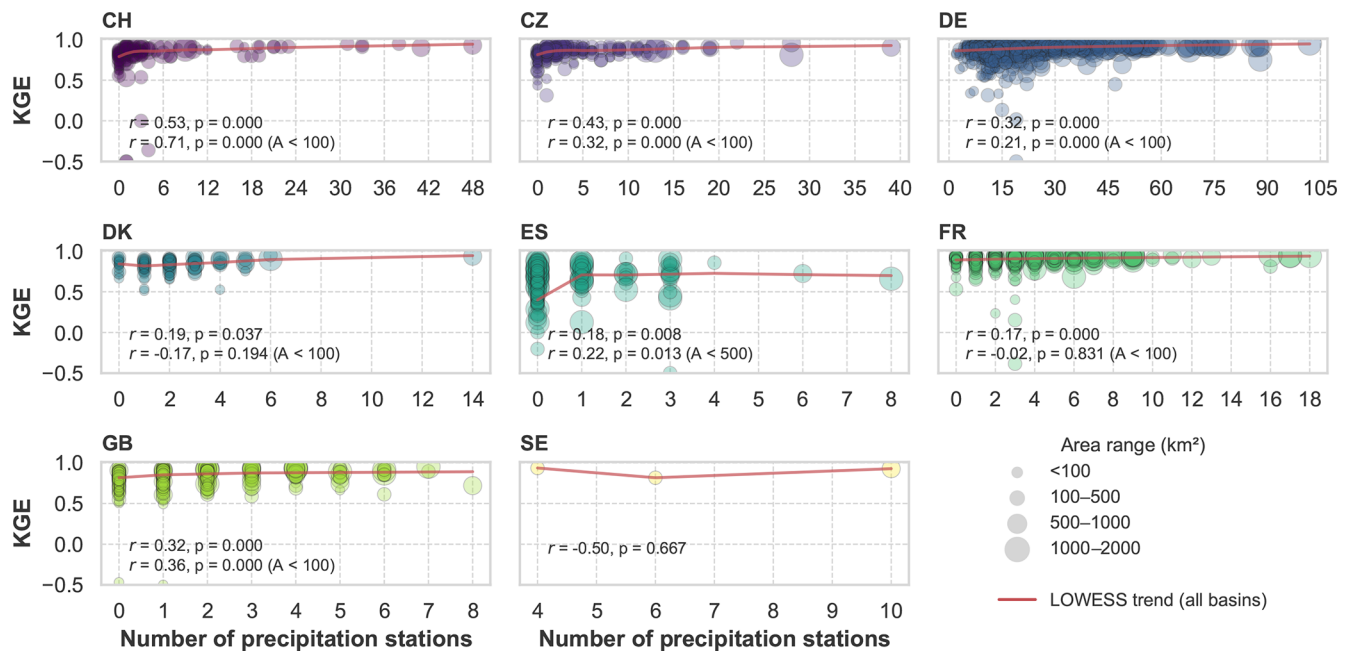 CH
CZ
DE
KGE
1.0
0.5
0.0
−0.5
r = 0.53, p = 0.000
r = 0.71, p = 0.000 (A < 100)
r = 0.43, p = 0.000
r = 0.32, p = 0.000 (A < 100)
r = 0.32, p = 0.000
r = 0.21, p = 0.000 (A < 100)
0 6 12 18 24 30 36 42 48
0 5 10 15 20 25 30 35 40
0 15 30 45 60 75 90 105
DK
ES
FR
KGE
1.0
0.5
0.0
−0.5
r = 0.19, p = 0.037
r = -0.17, p = 0.194 (A < 100)
r = 0.18, p = 0.008
r = 0.22, p = 0.013 (A < 500)
r = 0.17, p = 0.000
r = -0.02, p = 0.831 (A < 100)
0 2 4 6 8 10 12 14
0 1 2 3 4 5 6 7 8
0 2 4 6 8 10 12 14 16 18
GB
SE
KGE
1.0
0.5
0.0
−0.5
r = 0.32, p = 0.000
r = 0.36, p = 0.000 (A < 100)
r = -0.50, p = 0.667
0 1 2 3 4 5 6 7 8
4 5 6 7 8 9 10
Number of precipitation stations
Number of precipitation stations
Area range (km²)
<100
100–500
500–1000
1000–2000
LOWESS trend (all basins)